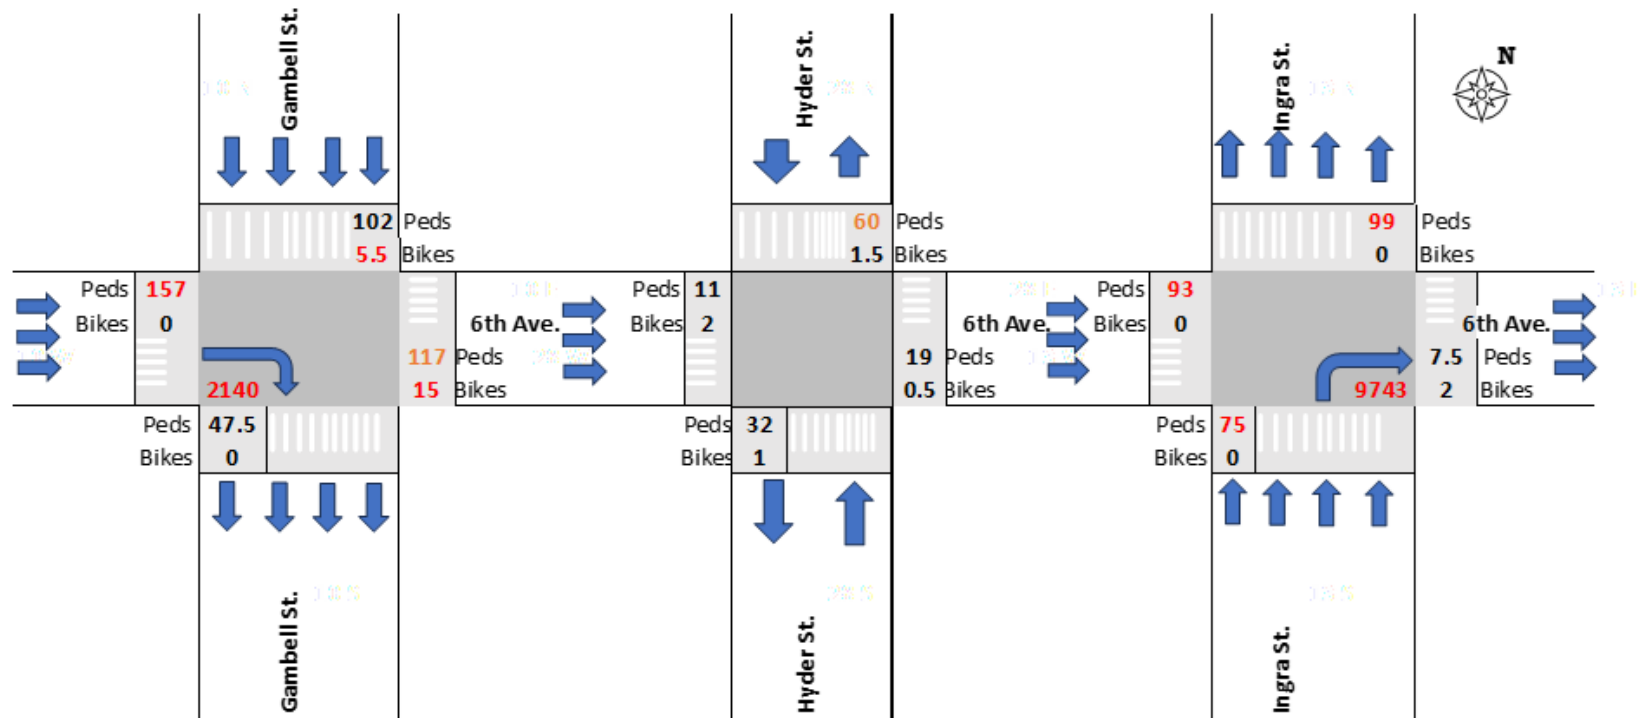 Gambell St.
Hyder St.
Ingra St.
N
102 Peds
5.5 Bikes
60 Peds
1.5 Bikes
99 Peds
0 Bikes
Peds 157
Bikes 0
6th Ave.
Peds 11
Bikes 2
6th Ave.
Peds 93
Bikes 0
6th Ave.
2140
117 Peds
15 Bikes
19 Peds
0.5 Bikes
9743
7.5 Peds
2 Bikes
Peds 47.5
Bikes 0
Peds 32
Bikes 1
Peds 75
Bikes 0
Gambell St.
Hyder St.
Ingra St.